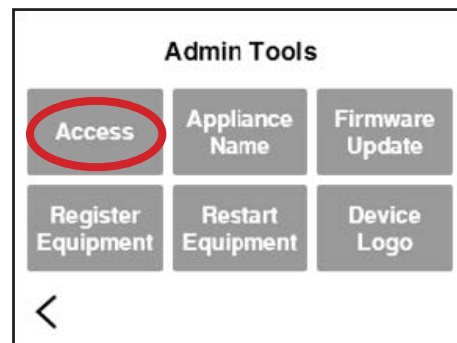 Admin Tools
Access
Appliance
Name
Firmware
Update
Register
Equipment
Restart
Equipment
Device
Logo